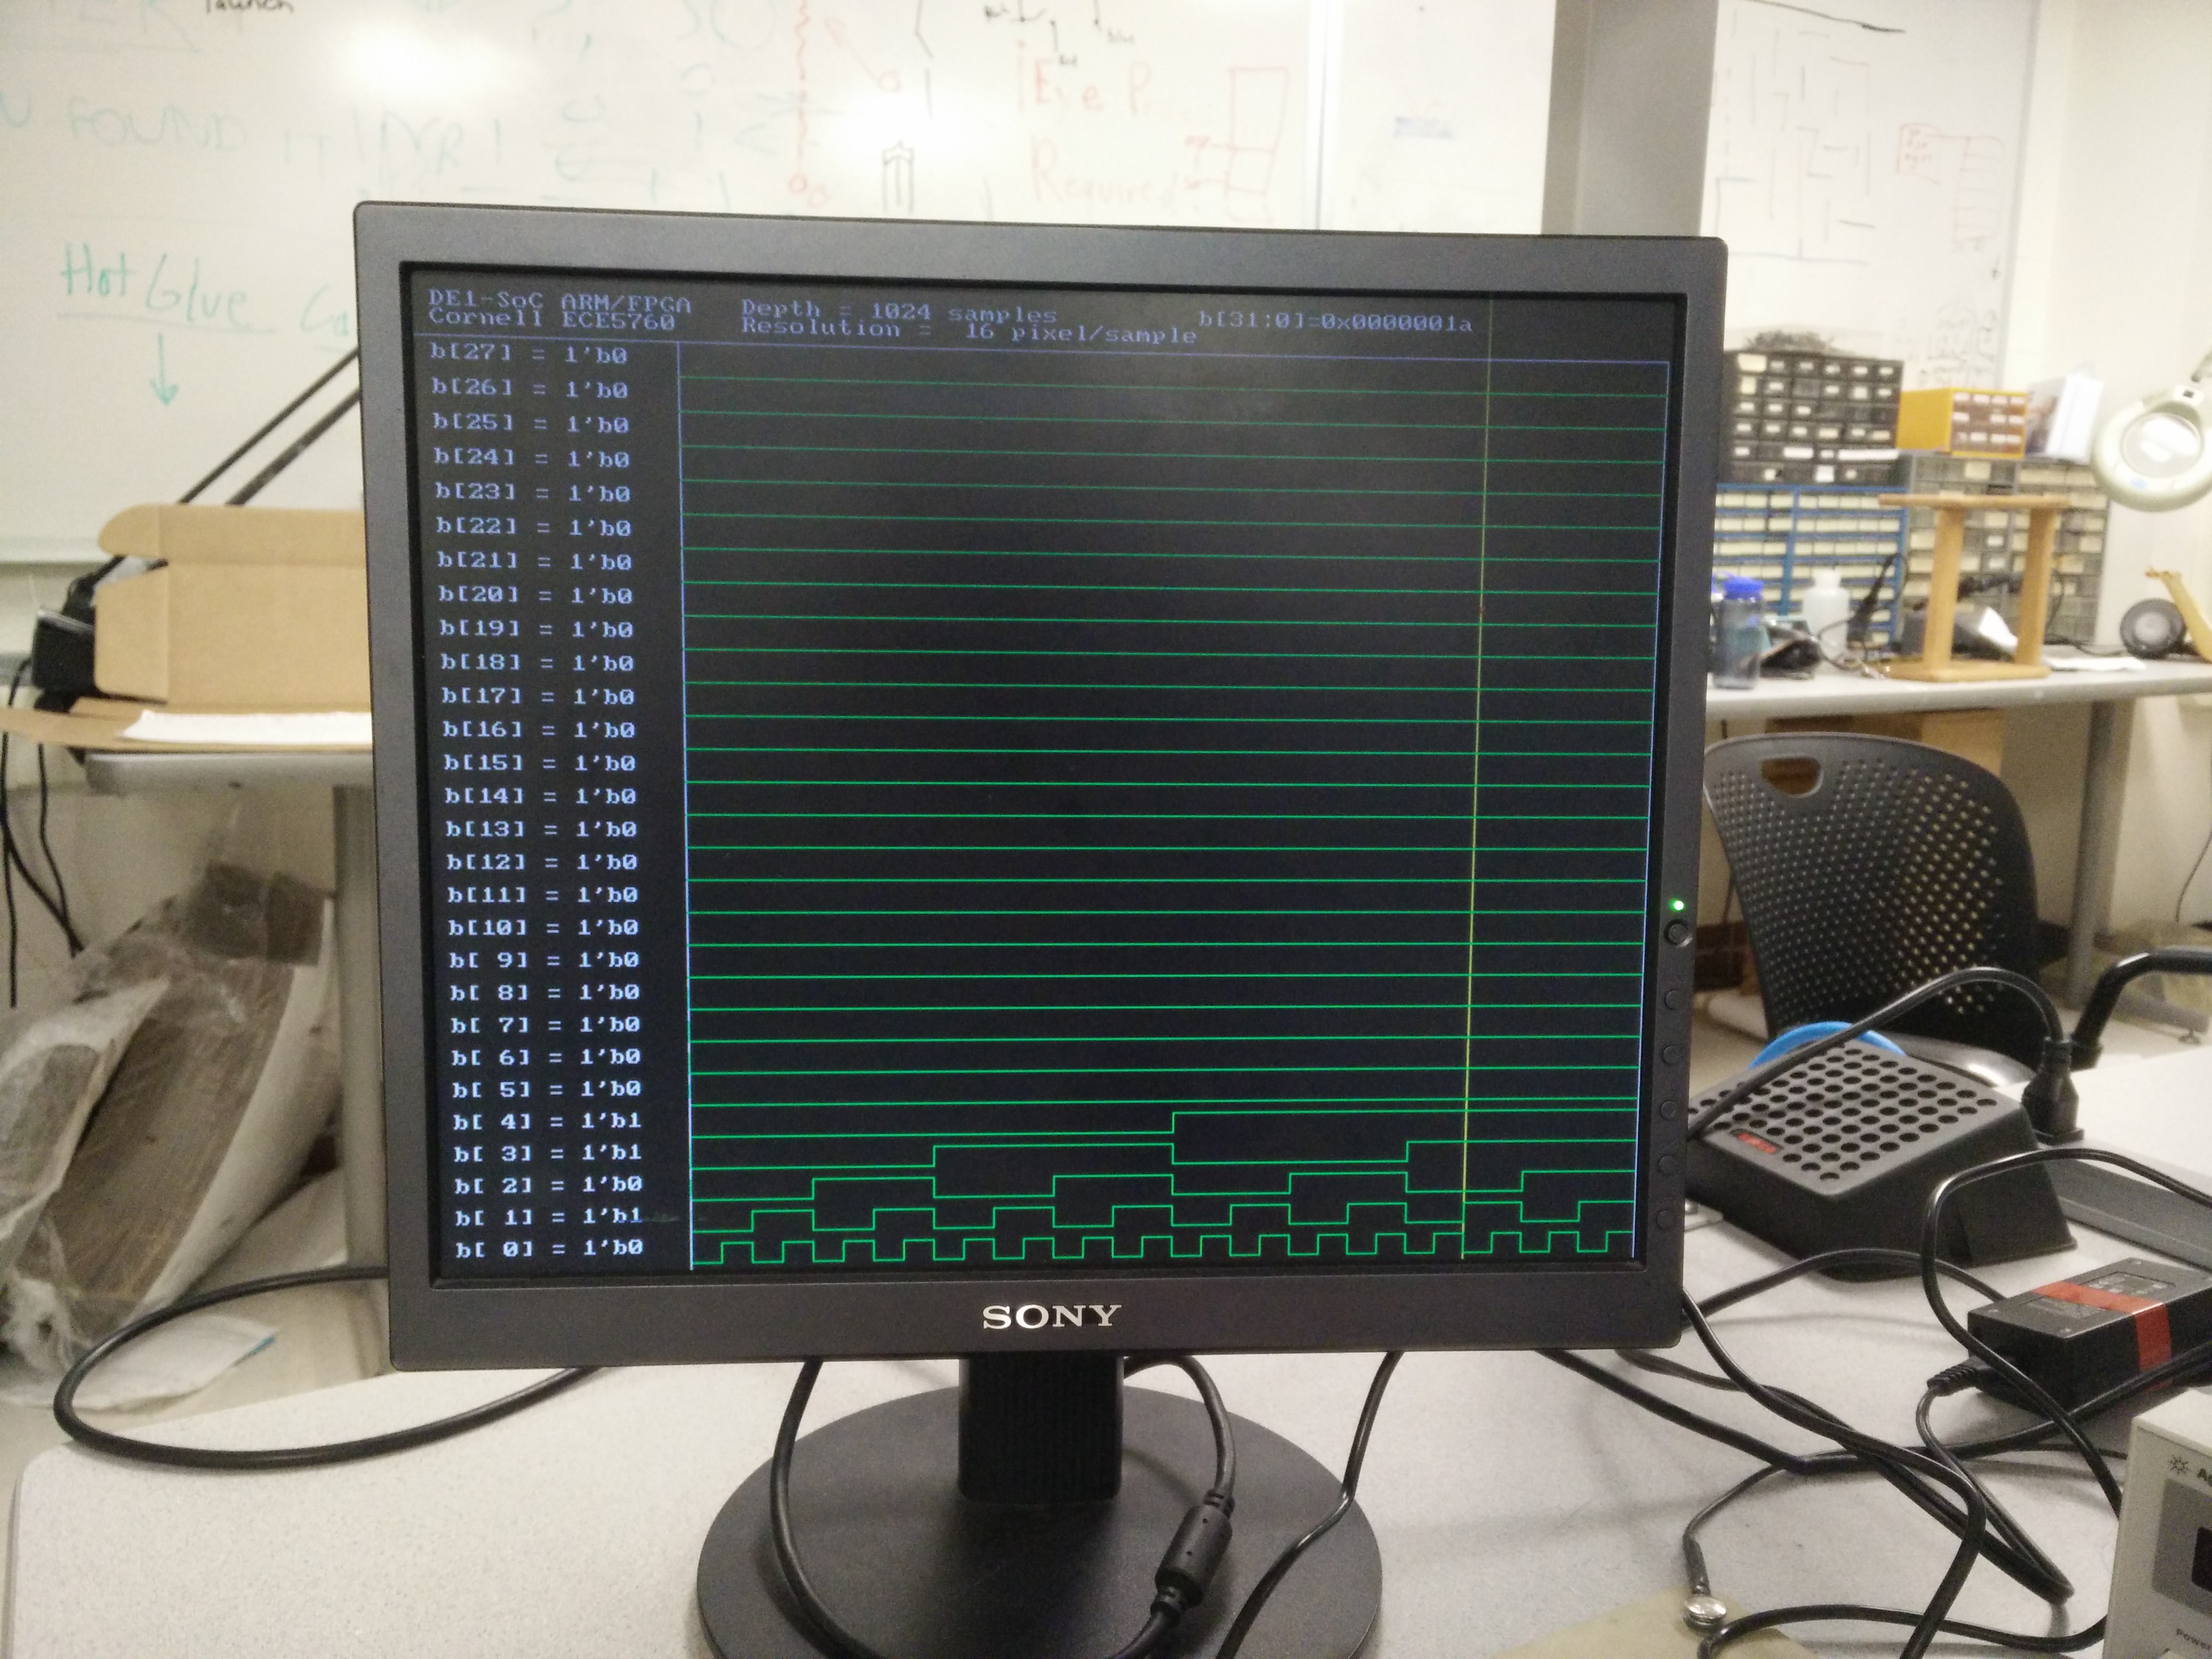 launch
FOUND IT
Eye
Required
Hot Glue
DE1-SoC ARM/FPGA
Cornell ECE5760
Depth = 1024 samples
Resolution = 16 pixel/sample
b[31:0]=0x0000001a
b[27] = 1'b0
b[26] = 1'b0
b[25] = 1'b0
b[24] = 1'b0
b[23] = 1'b0
b[22] = 1'b0
b[21] = 1'b0
b[20] = 1'b0
b[19] = 1'b0
b[18] = 1'b0
b[17] = 1'b0
b[16] = 1'b0
b[15] = 1'b0
b[14] = 1'b0
b[13] = 1'b0
b[12] = 1'b0
b[11] = 1'b0
b[10] = 1'b0
b[ 9] = 1'b0
b[ 8] = 1'b0
b[ 7] = 1'b0
b[ 6] = 1'b0
b[ 5] = 1'b0
b[ 4] = 1'b1
b[ 3] = 1'b1
b[ 2] = 1'b0
b[ 1] = 1'b1
b[ 0] = 1'b0
SONY